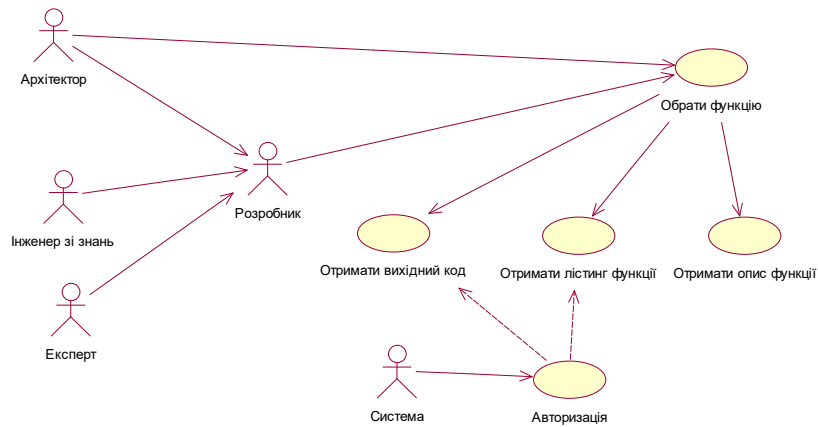 Архітектор
Обрати функцію
Інженер зі знань
Розробник
Отримати вихідний код
Отримати лістинг функції
Отримати опис функції
Експерт
Система
Авторизація